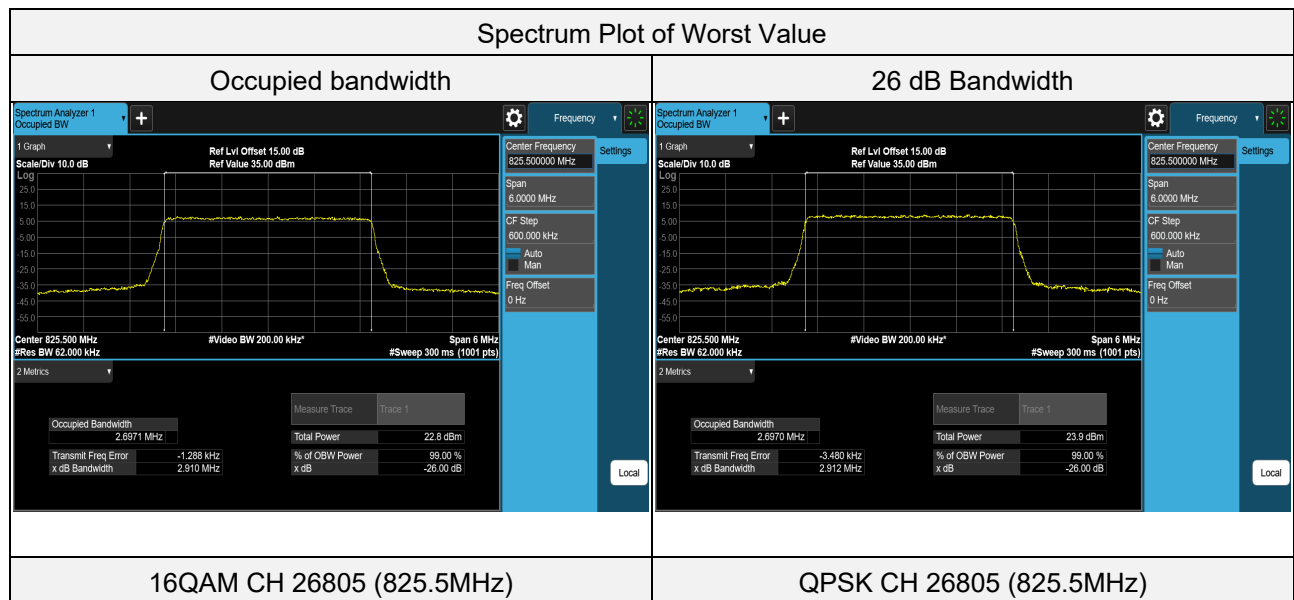 Spectrum Plot of Worst Value
Occupied bandwidth
26 dB Bandwidth
Spectrum Analyzer 1
Occupied BW
+
Frequency
1 Graph
Scale/Div 10.0 dB
Ref Lvl Offset 15.00 dB
Ref Value 35.00 dBm
Log
25.0
15.0
5.00
-5.00
-15.0
-25.0
-35.0
-45.0
-55.0
Center 825.500 MHz
#Video BW 200.00 kHz*
Span 6 MHz
#Res BW 62.000 kHz
#Sweep 300 ms (1001 pts)
Center Frequency
825.500000 MHz
Settings
Span
6.0000 MHz
CF Step
600.000 kHz
Auto
Man
Freq Offset
0 Hz
Local
2 Metrics
Measure Trace Trace 1
Occupied Bandwidth
2.6971 MHz
Total Power 22.8 dBm
Transmit Freq Error -1.288 kHz
% of OBW Power 99.00 %
x dB Bandwidth 2.910 MHz
x dB -26.00 dB
Spectrum Analyzer 1
Occupied BW
+
Frequency
1 Graph
Scale/Div 10.0 dB
Ref Lvl Offset 15.00 dB
Ref Value 35.00 dBm
Log
25.0
15.0
5.00
-5.00
-15.0
-25.0
-35.0
-45.0
-55.0
Center 825.500 MHz
#Video BW 200.00 kHz*
Span 6 MHz
#Res BW 62.000 kHz
#Sweep 300 ms (1001 pts)
Center Frequency
825.500000 MHz
Settings
Span
6.0000 MHz
CF Step
600.000 kHz
Auto
Man
Freq Offset
0 Hz
Local
2 Metrics
Measure Trace Trace 1
Occupied Bandwidth
2.6970 MHz
Total Power 23.9 dBm
Transmit Freq Error -3.480 kHz
% of OBW Power 99.00 %
x dB Bandwidth 2.912 MHz
x dB -26.00 dB
16QAM CH 26805 (825.5MHz)
QPSK CH 26805 (825.5MHz)